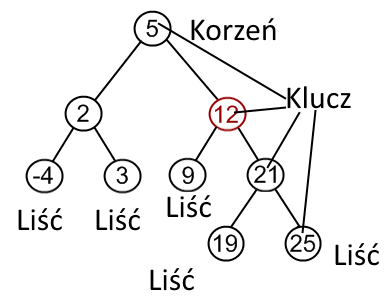 5 Korzeń
Klucz
2 12
-4 3 9 21
Liść Liść Liść
19 25 Liść
Liść